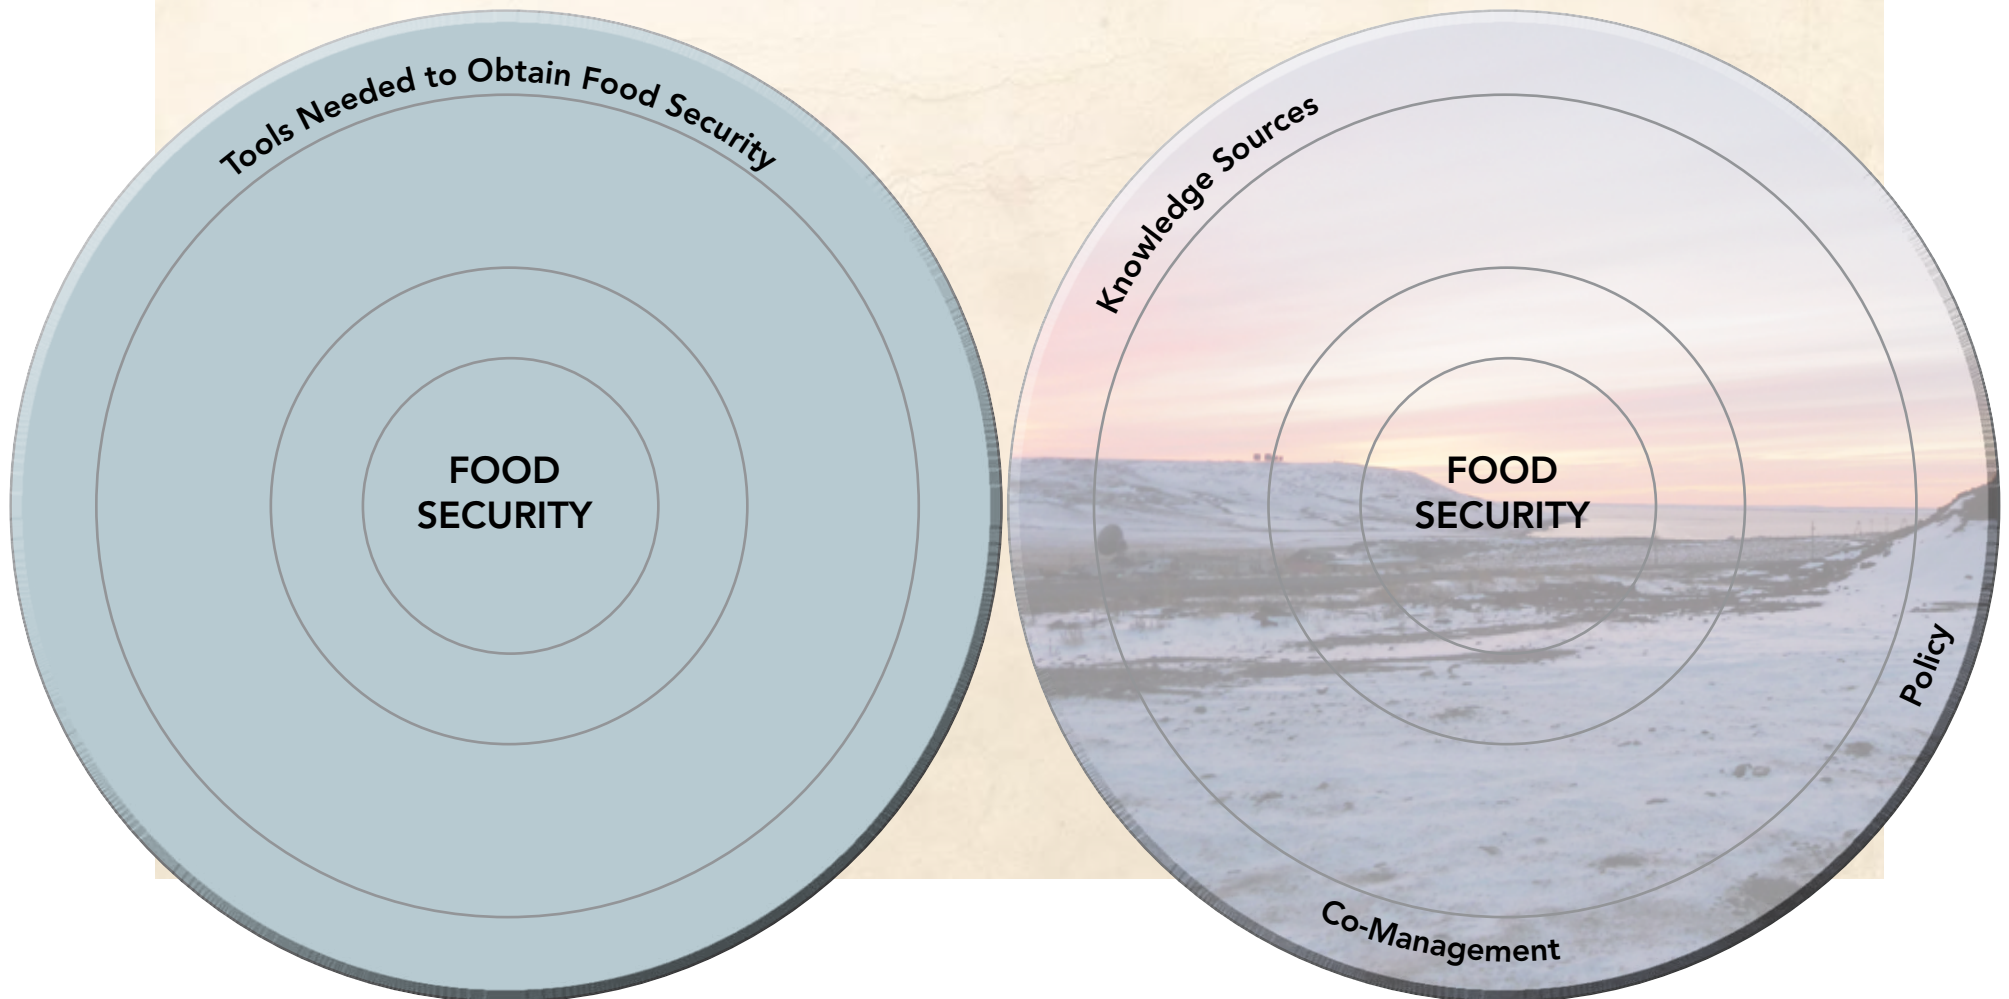 Tools Needed to Obtain Food Security
FOOD
SECURITY
Knowledge Sources
FOOD
SECURITY
Policy
Co-Management